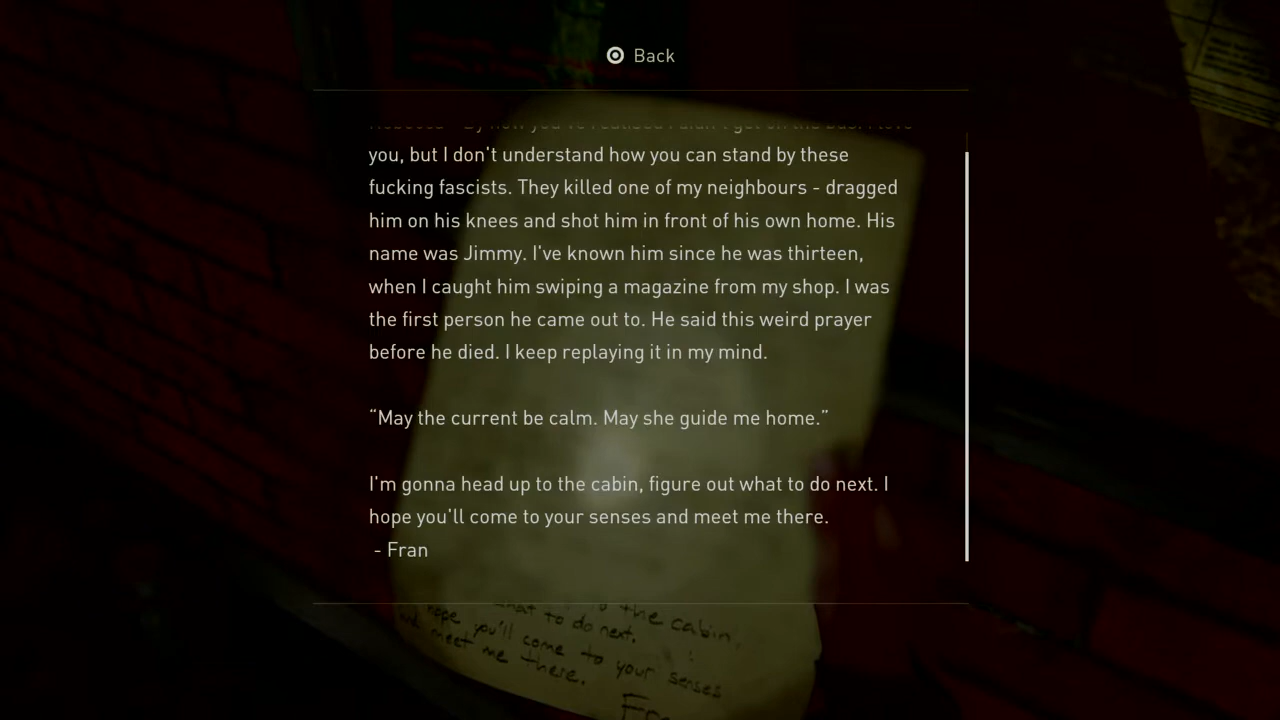 Back
you, but I don't understand how you can stand by these
fucking fascists. They killed one of my neighbours - dragged
him on his knees and shot him in front of his own home. His
name was Jimmy. I've known him since he was thirteen,
when I caught him swiping a magazine from my shop. I was
the first person he came out to. He said this weird prayer
before he died. I keep replaying it in my mind.
“May the current be calm. May she guide me home.”
I'm gonna head up to the cabin, figure out what to do next. I
hope you'll come to your senses and meet me there.
- Fran
the cabin,
what to do next.
hope you'll come to your senses
meet me there.